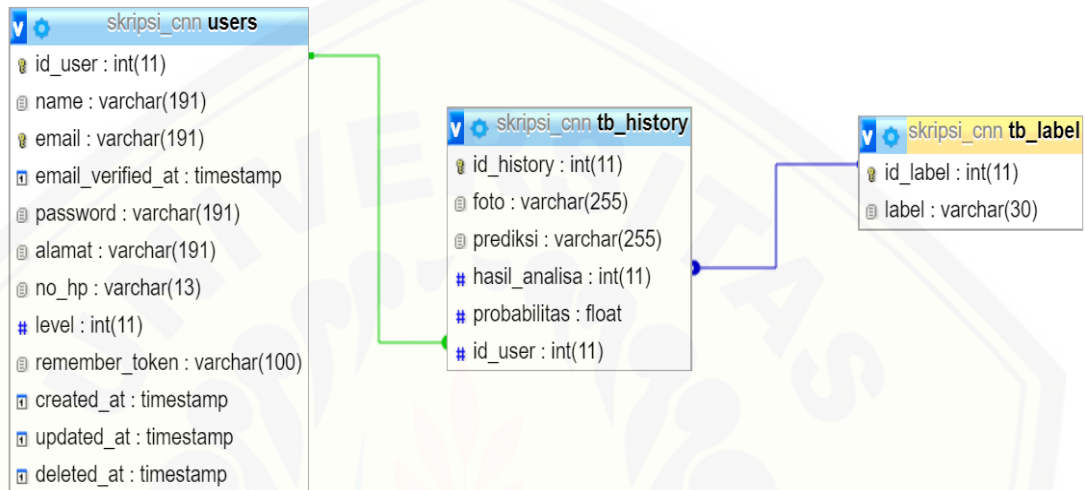 skripsi_cnn users
id_user : int(11)
name : varchar(191)
email : varchar(191)
email_verified_at : timestamp
password : varchar(191)
alamat : varchar(191)
no_hp : varchar(13)
# level : int(11)
remember_token : varchar(100)
created_at : timestamp
updated_at : timestamp
deleted_at : timestamp
skripsi_cnn tb_history
id_history : int(11)
foto : varchar(255)
prediksi : varchar(255)
# hasil_analisa : int(11)
# probabilitas : float
# id_user : int(11)
skripsi_cnn tb_label
id_label : int(11)
label : varchar(30)
UNIVERSITAS